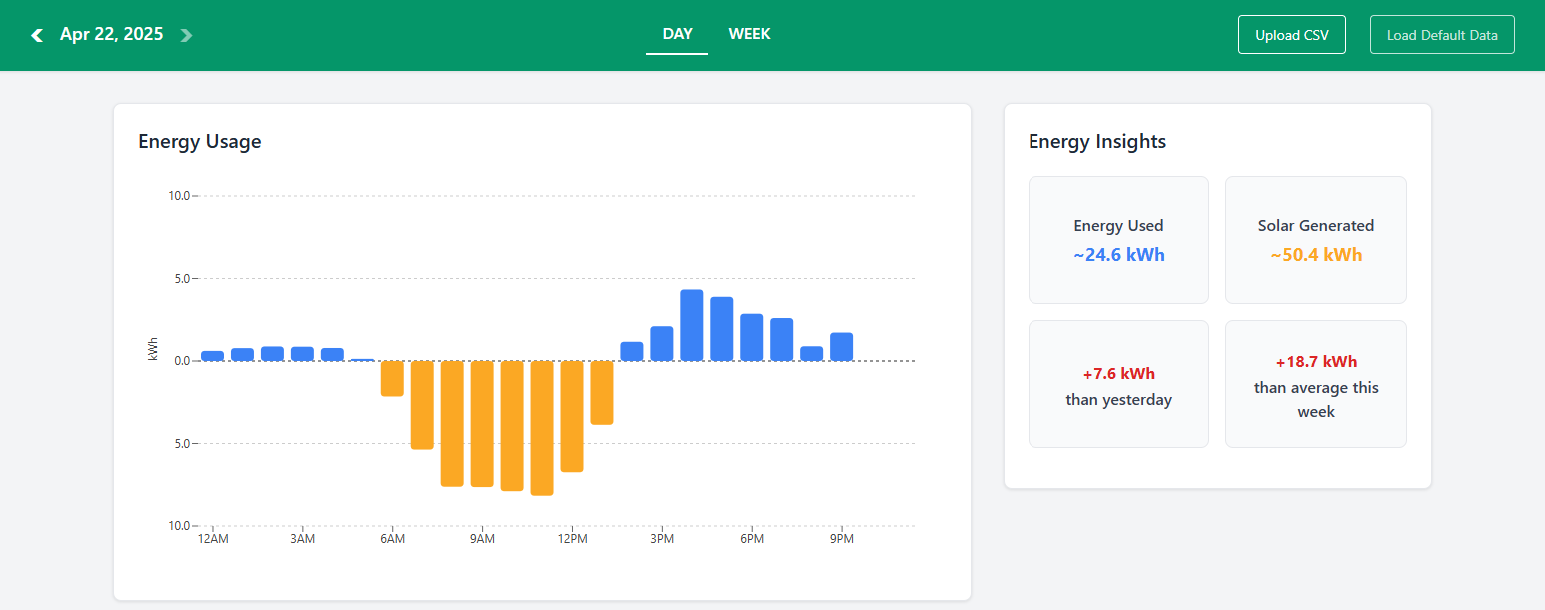 Apr 22, 2025
DAY
WEEK
Upload CSV
Load Default Data
Energy Usage
10.0
5.0
0.0
5.0
10.0
kWh
12AM
3AM
6AM
9AM
12PM
3PM
6PM
9PM
Energy Insights
Energy Used
~24.6 kWh
Solar Generated
~50.4 kWh
+7.6 kWh
than yesterday
+18.7 kWh
than average this
week